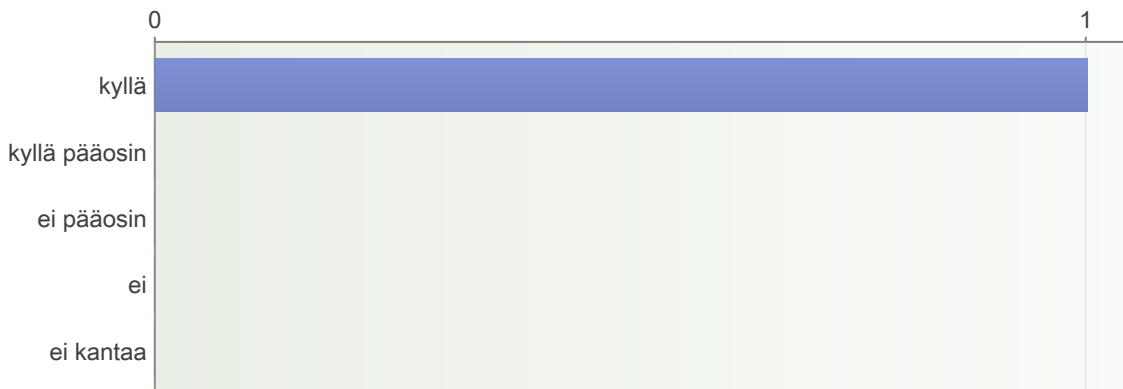 0 1
kyllä
kyllä pääosin
ei pääosin
ei
ei kantaa